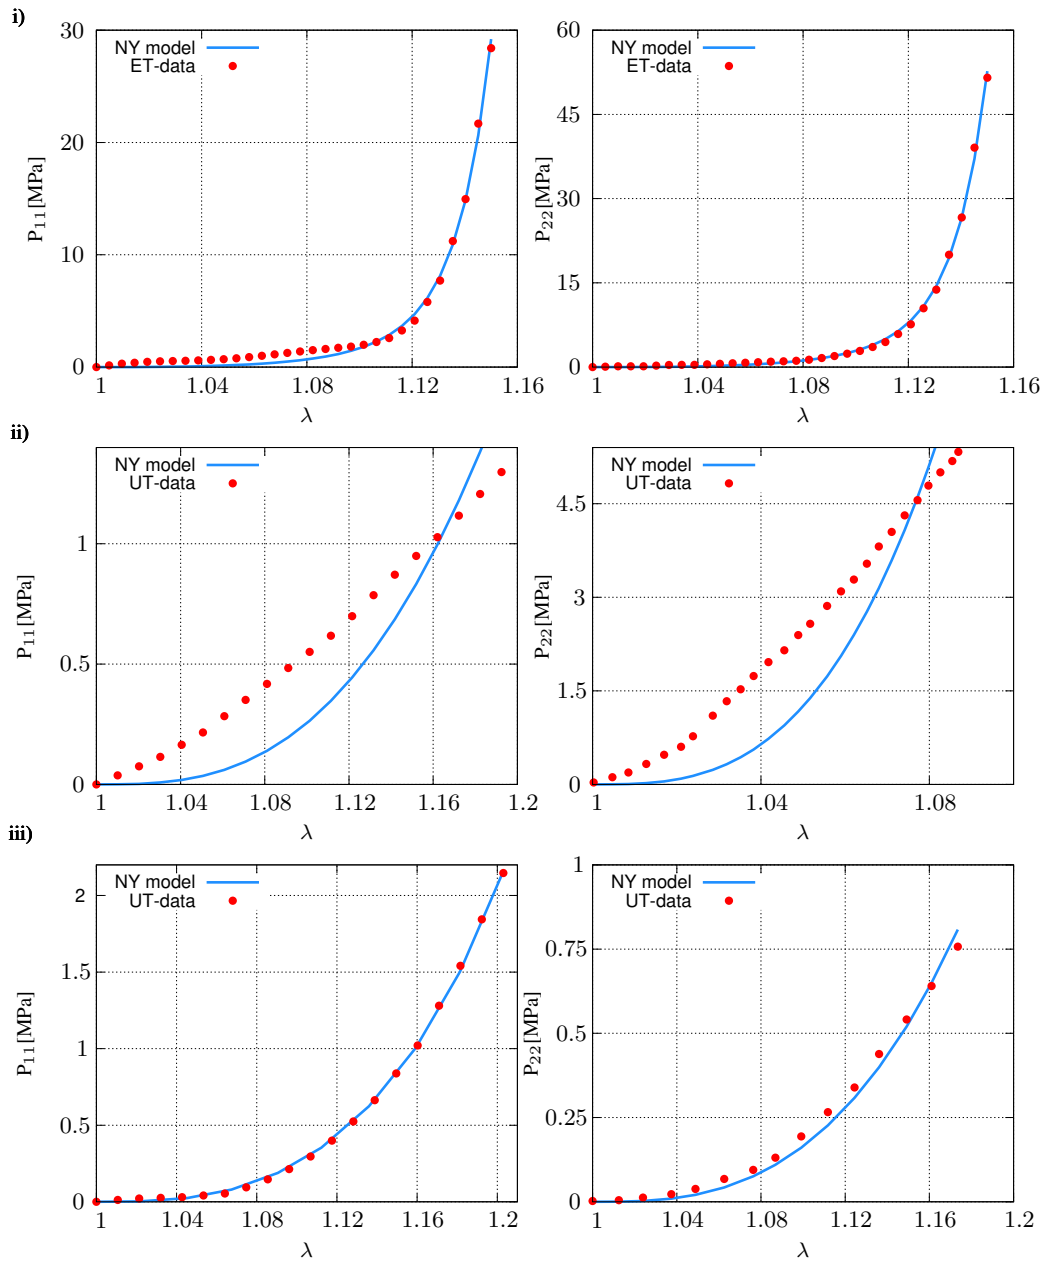 i)
30
20
10
0
P11[MPa]
NY model
ET-data
1 1.04 1.08 1.12 1.16
λ
60
45
30
15
0
P22[MPa]
NY model
ET-data
1 1.04 1.08 1.12 1.16
λ
ii)
1
0.5
0
P11[MPa]
NY model
UT-data
1 1.04 1.08 1.12 1.16 1.2
λ
4.5
3
1.5
0
P22[MPa]
NY model
UT-data
1 1.04 1.08
λ
iii)
2
1.5
1
0.5
0
P11[MPa]
NY model
UT-data
1 1.04 1.08 1.12 1.16 1.2
λ
1
0.75
0.5
0.25
0
P22[MPa]
NY model
UT-data
1 1.04 1.08 1.12 1.16 1.2
λ